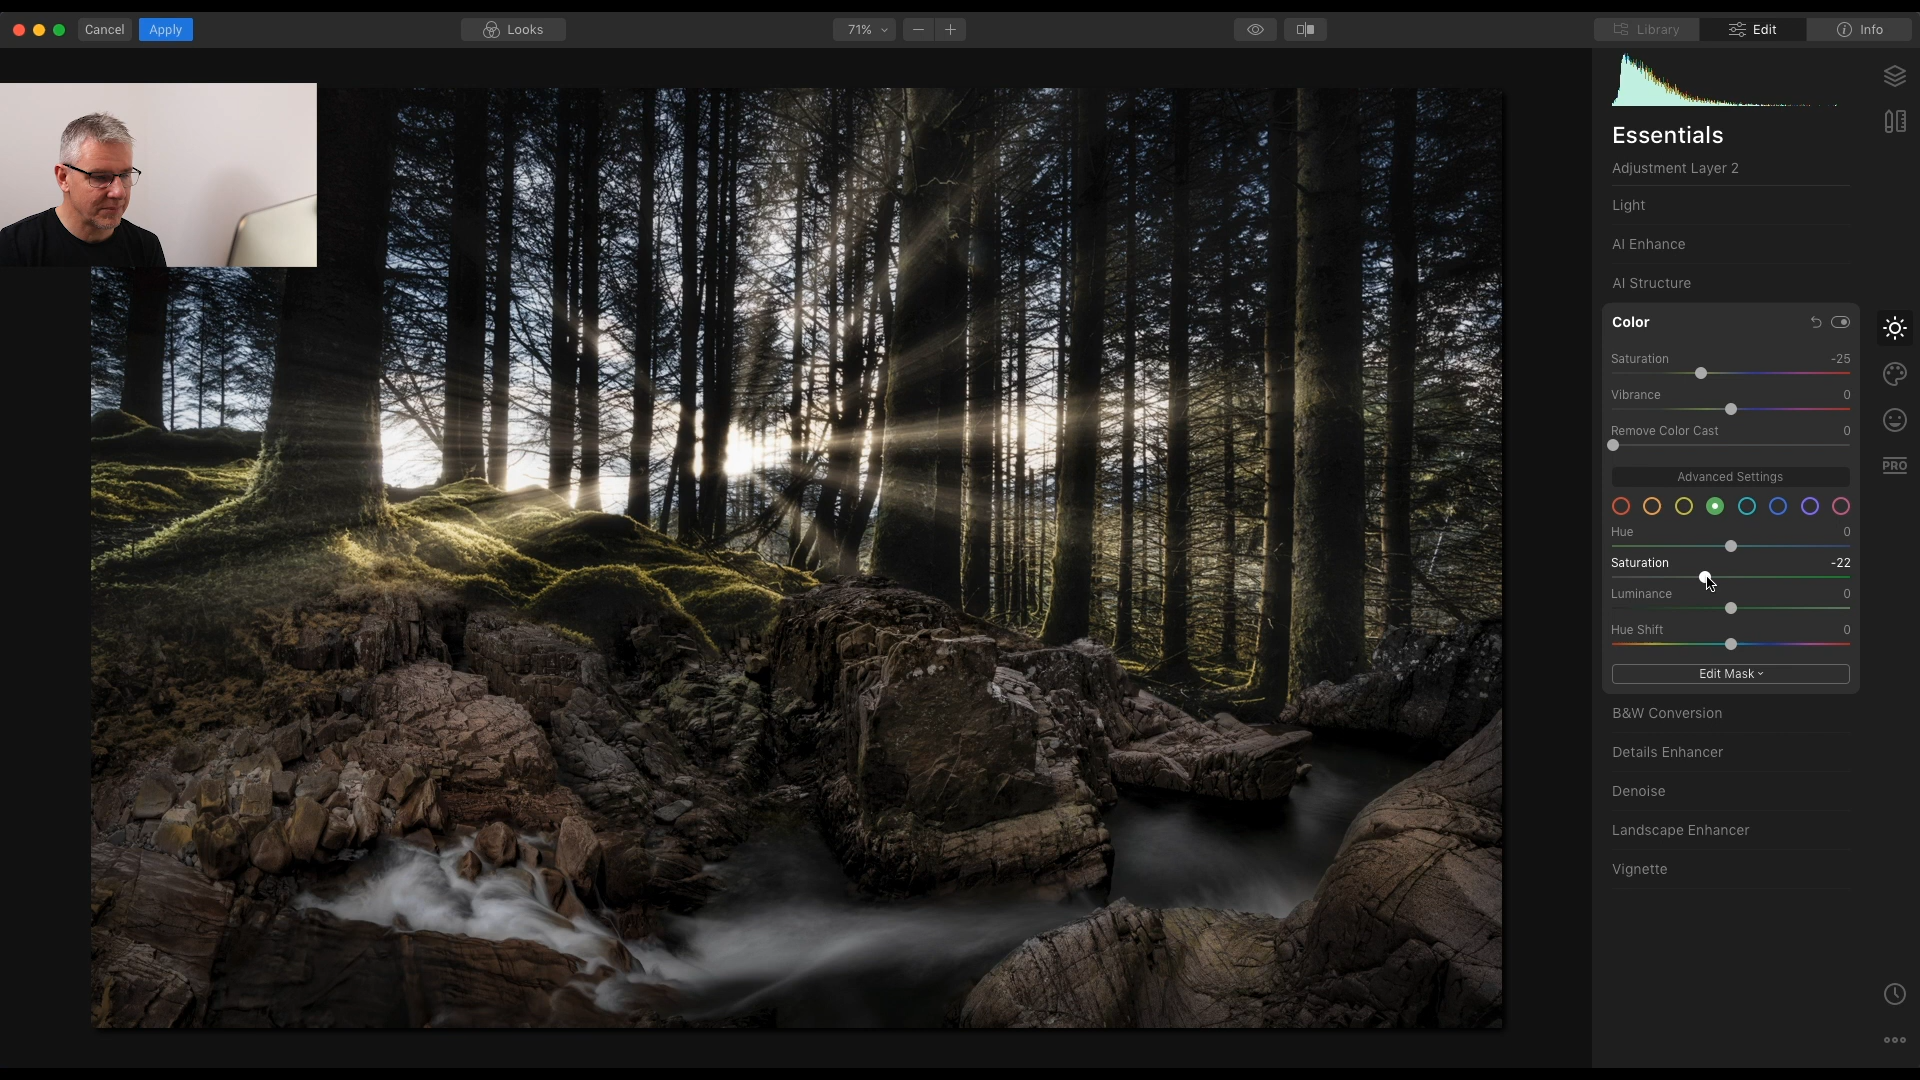 Cancel
Apply
Looks
71%
Library
Edit
Info
Essentials
Adjustment Layer 2
Light
AI Enhance
AI Structure
Color
Saturation -25
Vibrance 0
Remove Color Cast 0
Advanced Settings
Hue 0
Saturation -22
Luminance 0
Hue Shift 0
Edit Mask
B&W Conversion
Details Enhancer
Denoise
Landscape Enhancer
Vignette
PRO